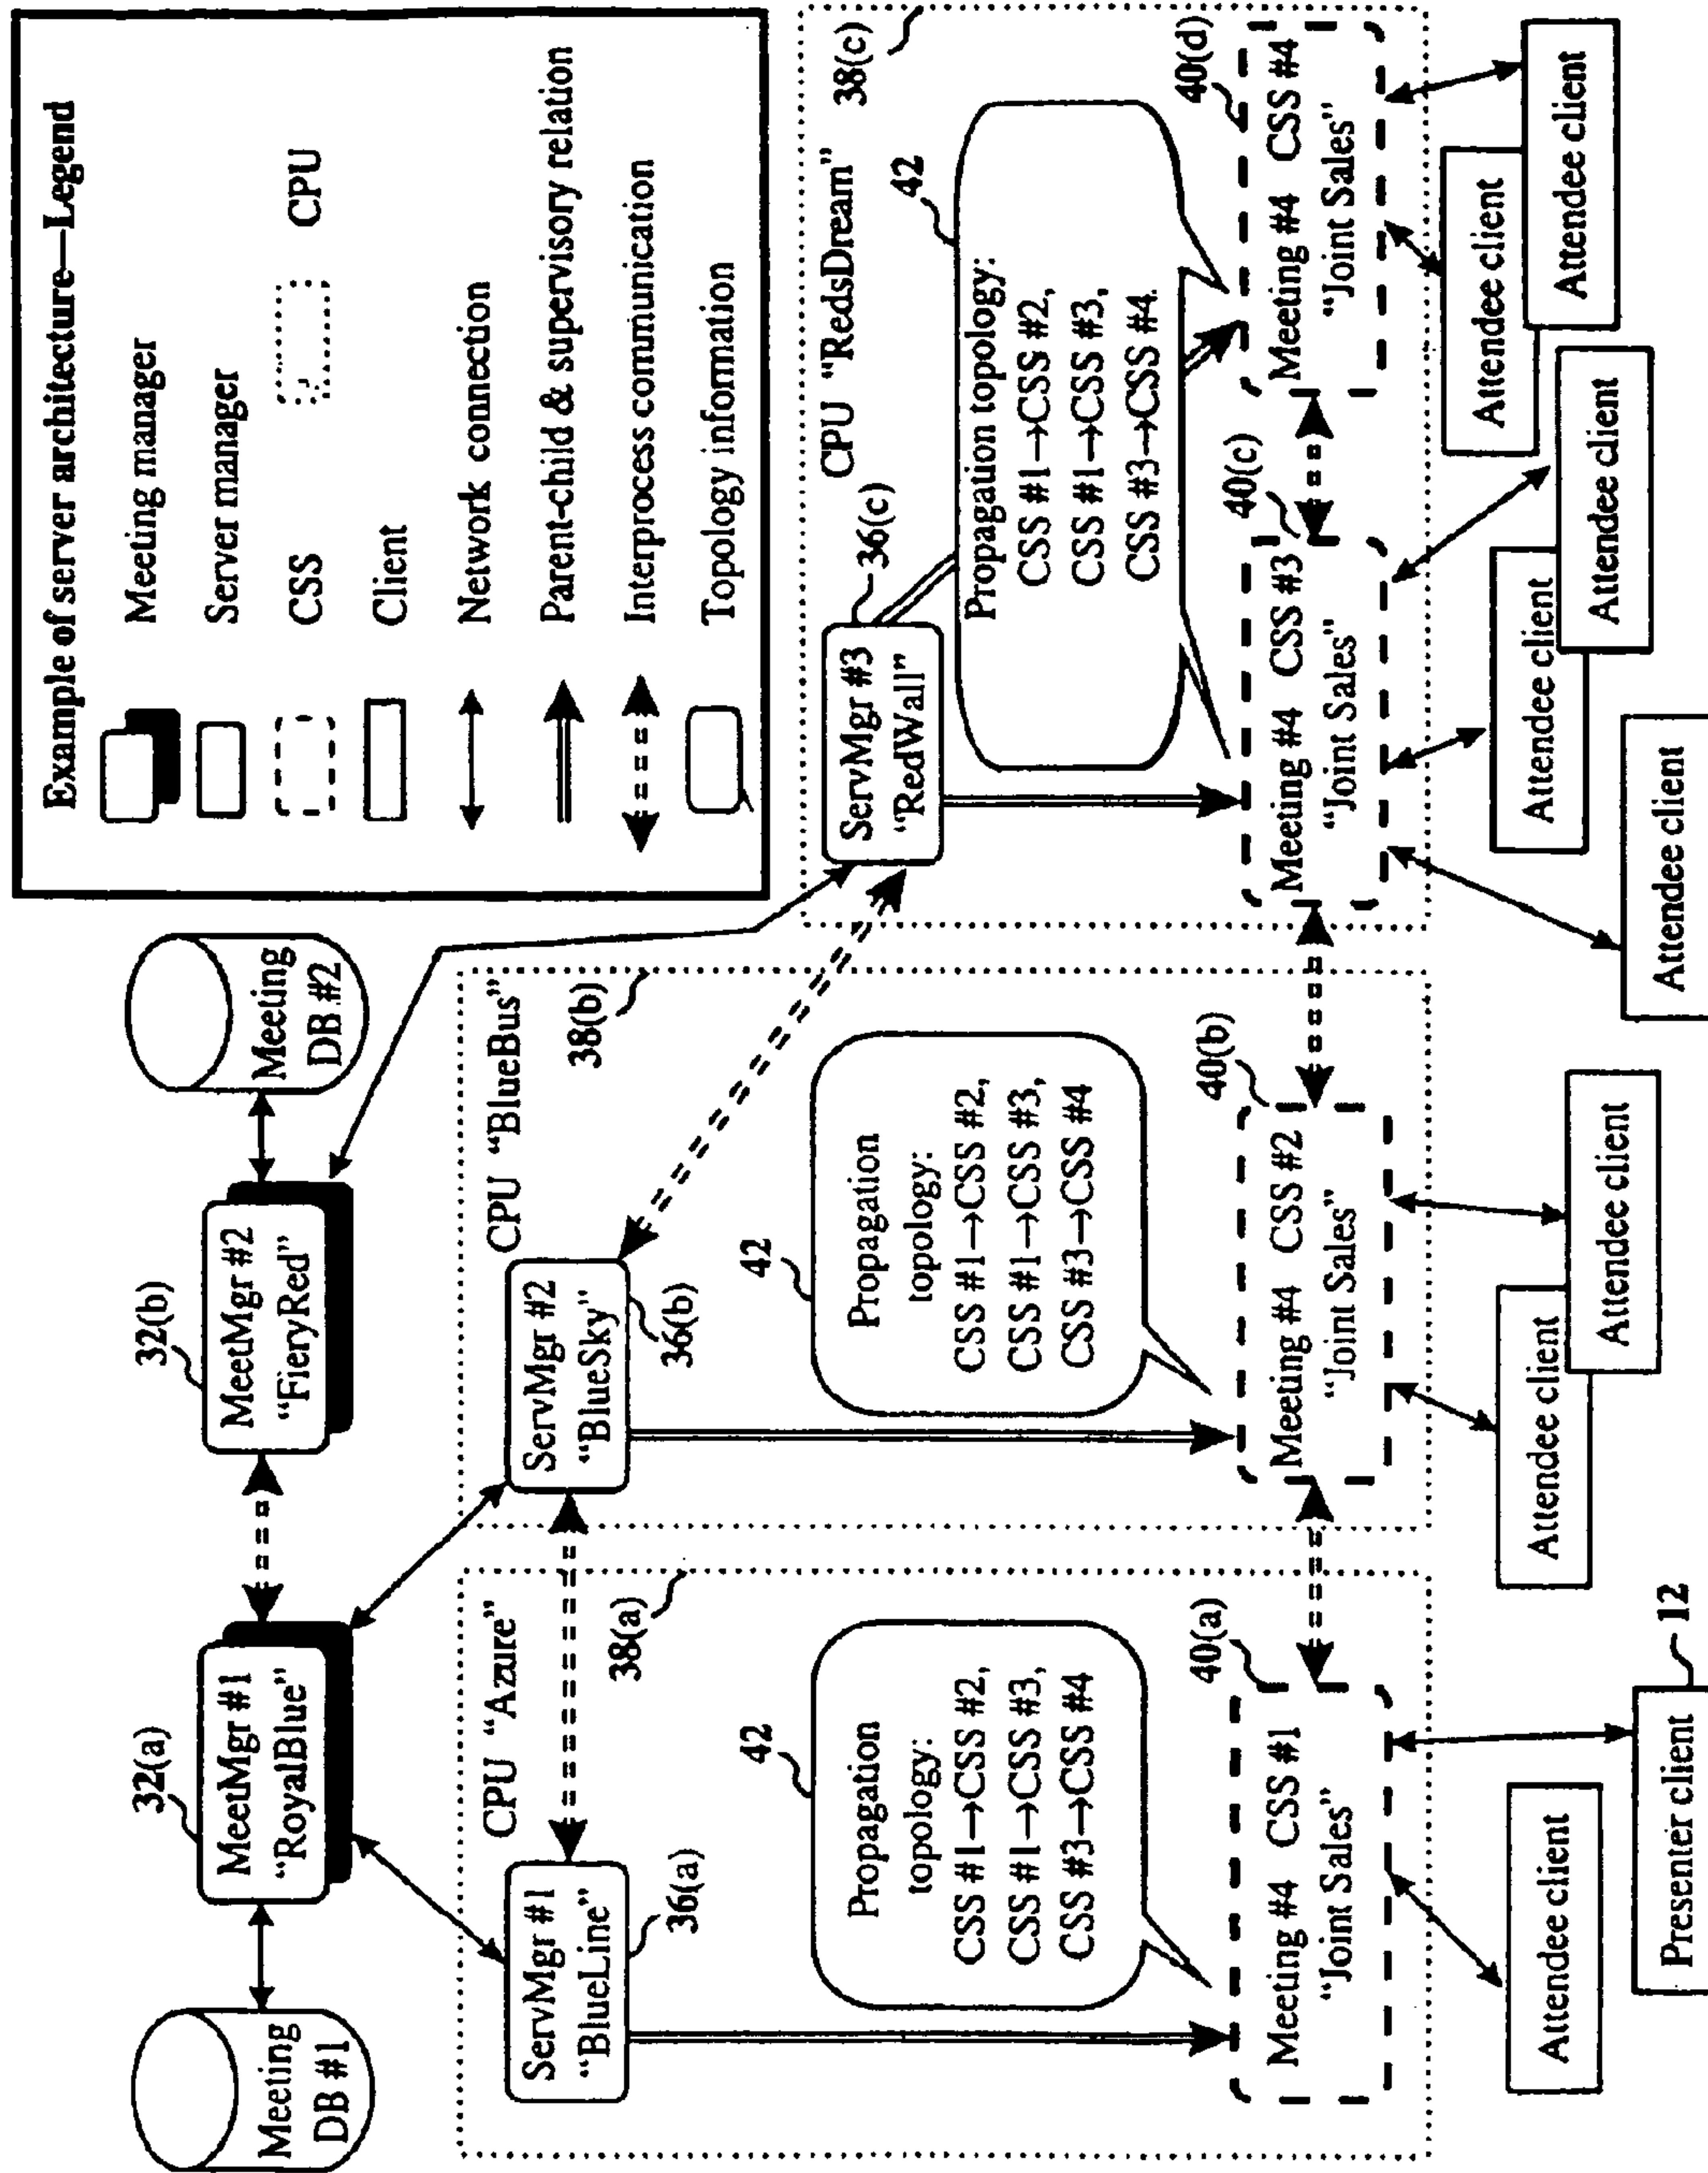 Example of server architecture—Legend
Meeting manager
Server manager
CSS
CPU
Client
Network connection
Parent-child & supervisory relation
Interprocess communication
Topology information
Meeting
DB #1
32(a)
MeetMgr #1
“RoyalBlue”
32(b)
MeetMgr #2
“FieryRed”
Meeting
DB #2
CPU “Azure”
ServMgr #1
“BlueLine”
36(a)
38(a)
42
Propagation
topology:
CSS #1→CSS #2,
CSS #1→CSS #3,
CSS #3→CSS #4
40(a)
Meeting #4 CSS #1
“Joint Sales”
Attendee client
Presenter client
12
CPU “BlueBus”
ServMgr #2
“BlueSky”
36(b)
38(b)
42
Propagation
topology:
CSS #1→CSS #2,
CSS #1→CSS #3,
CSS #3→CSS #4
40(b)
Meeting #4 CSS #2
“Joint Sales”
Attendee client
Attendee client
CPU “RedsDream”
38(c)
ServMgr #3
“RedWall”
36(c)
42
Propagation topology:
CSS #1→CSS #2,
CSS #1→CSS #3,
CSS #3→CSS #4.
40(c)
Meeting #4 CSS #3
“Joint Sales”
40(d)
Meeting #4 CSS #4
“Joint Sales”
Attendee client
Attendee client
Attendee client
Attendee client
Attendee client